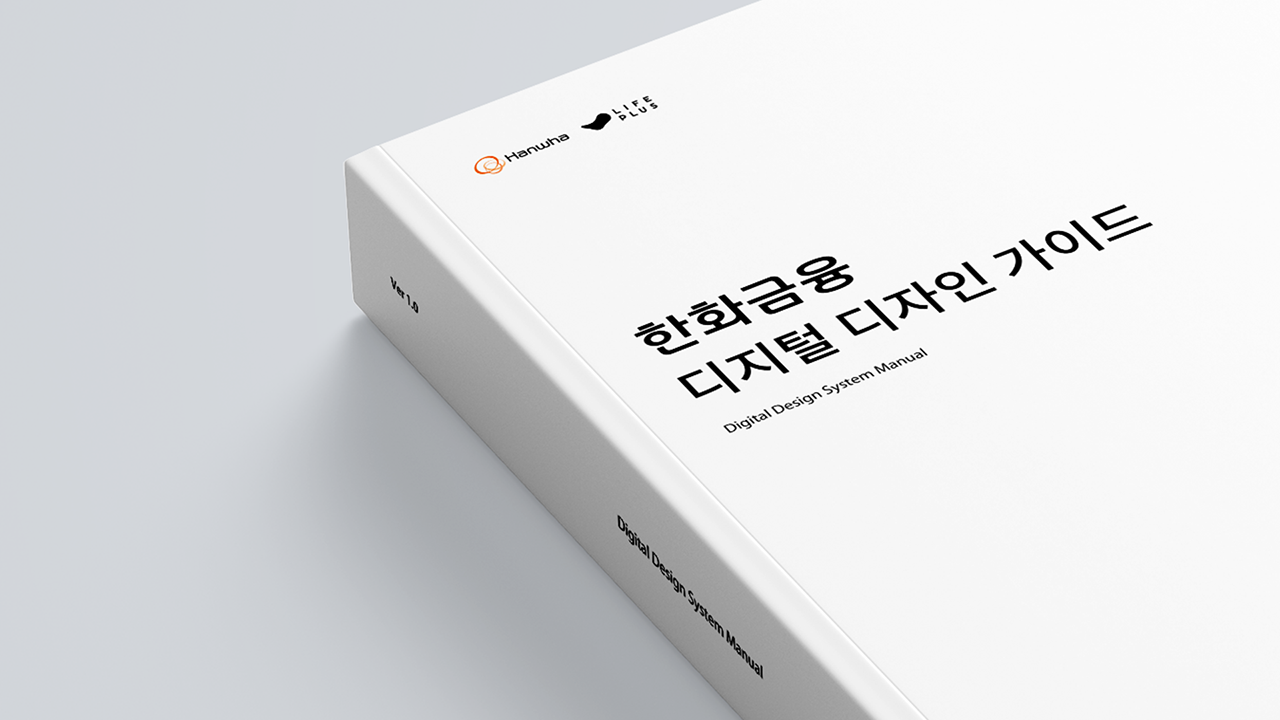 Hanwha
LIFE
PLUS
한화금융
디지털 디자인 가이드
Digital Design System Manual
Ver 1.0
Digital Design System Manual